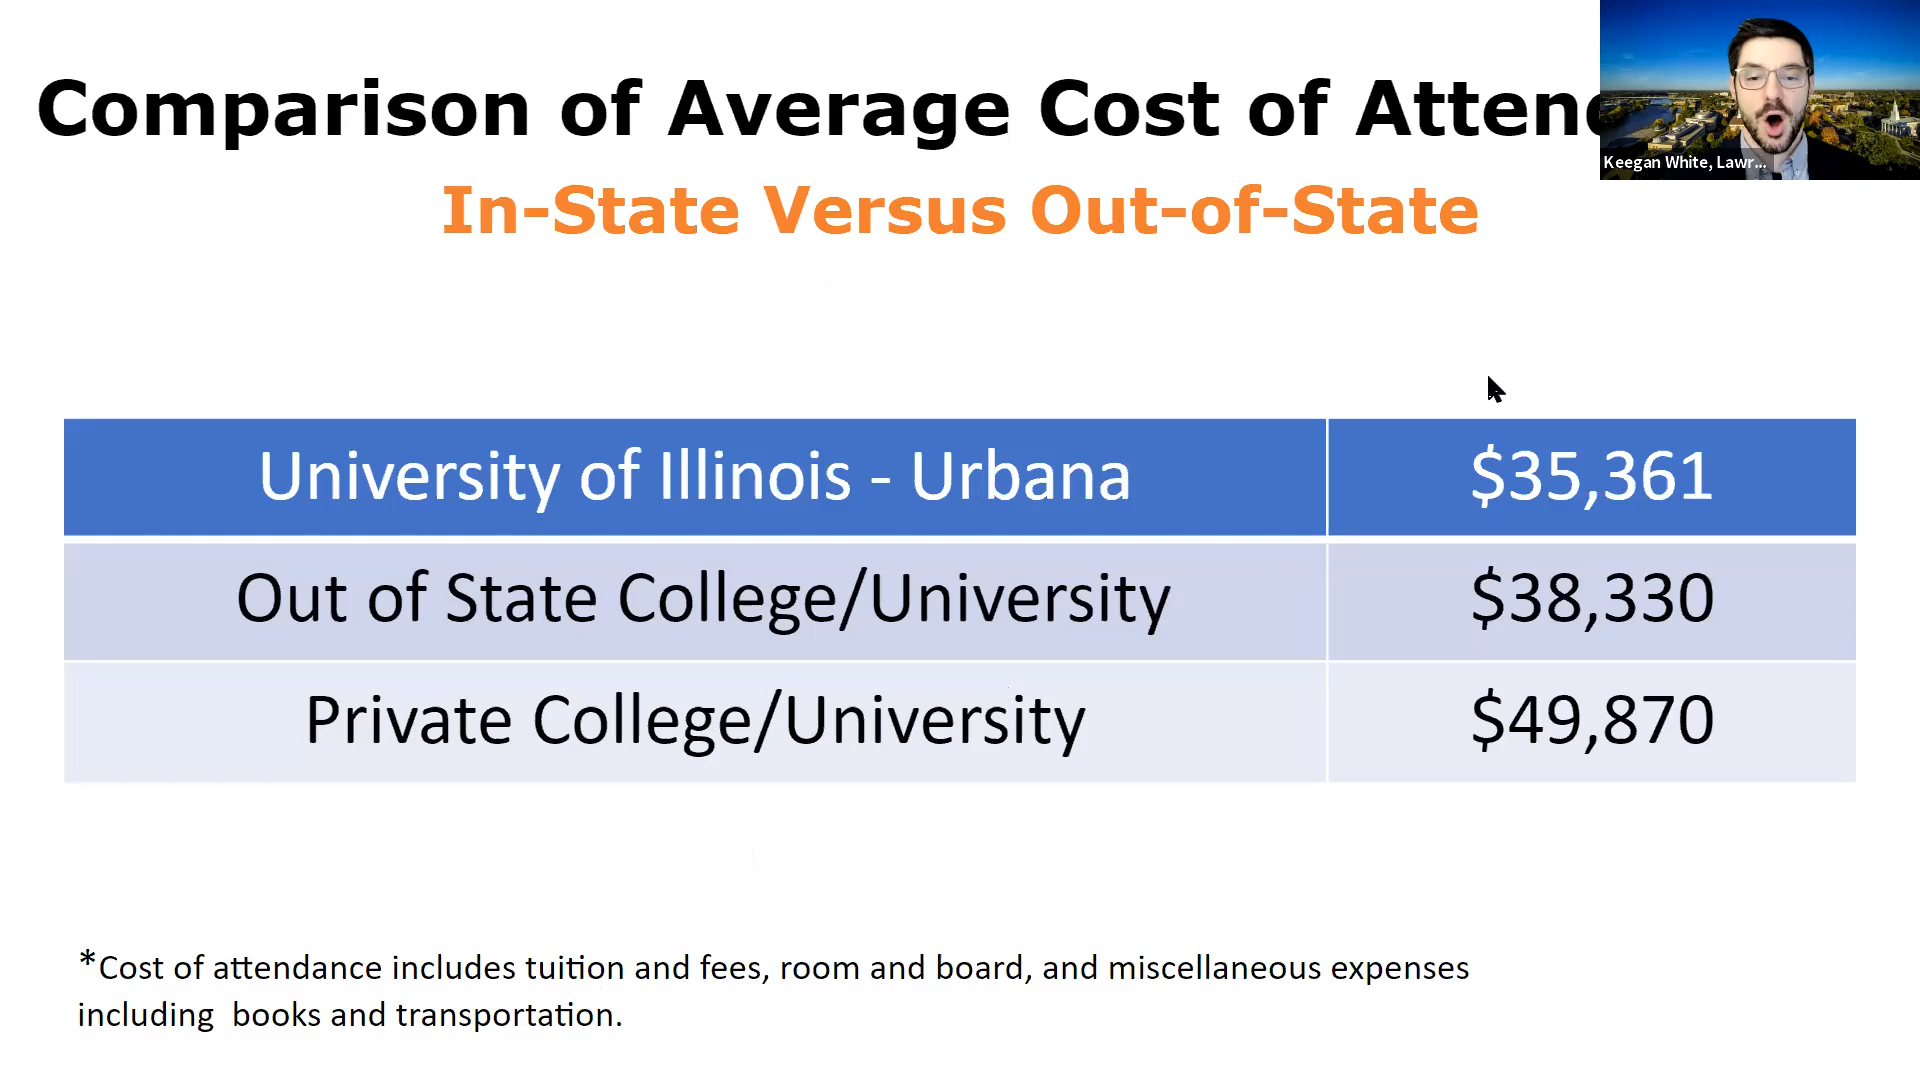 Comparison of Average Cost of Attend
In-State Versus Out-of-State
Keegan White, Lawr...
University of Illinois - Urbana $35,361
Out of State College/University $38,330
Private College/University $49,870
*Cost of attendance includes tuition and fees, room and board, and miscellaneous expenses
including books and transportation.